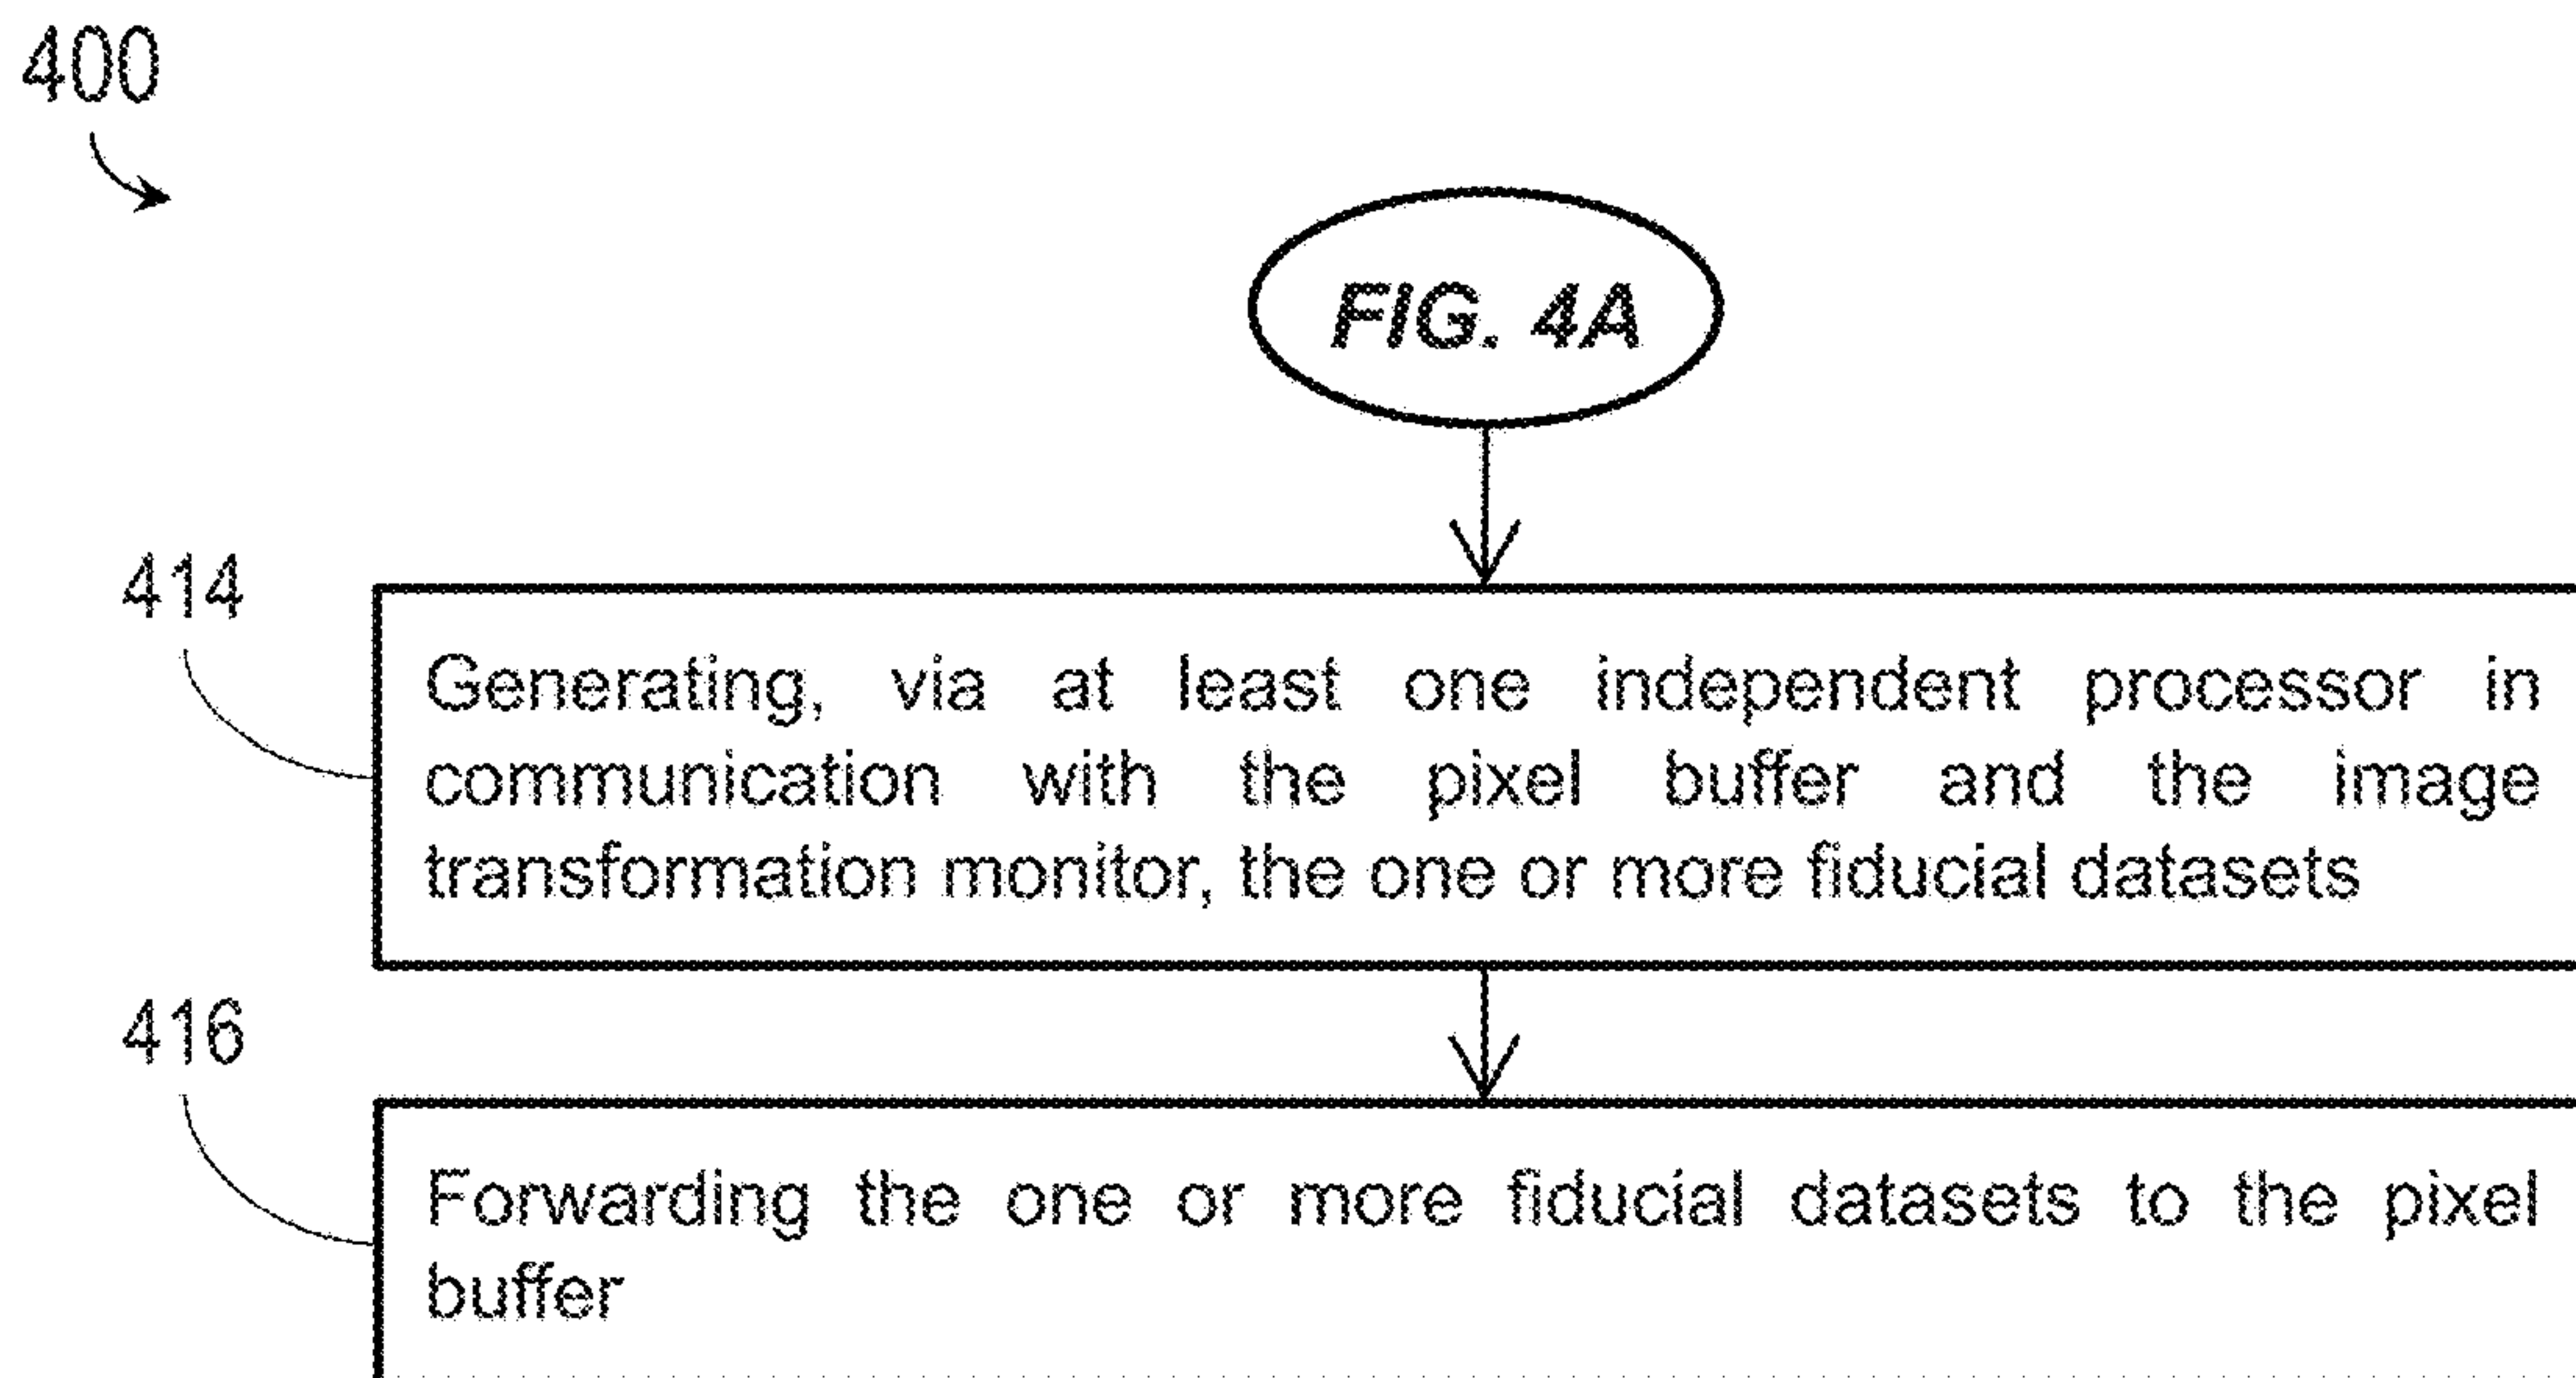 400
FIG. 4A
414
Generating, via at least one independent processor in
communication with the pixel buffer and the image
transformation monitor, the one or more fiducial datasets
416
Forwarding the one or more fiducial datasets to the pixel
buffer